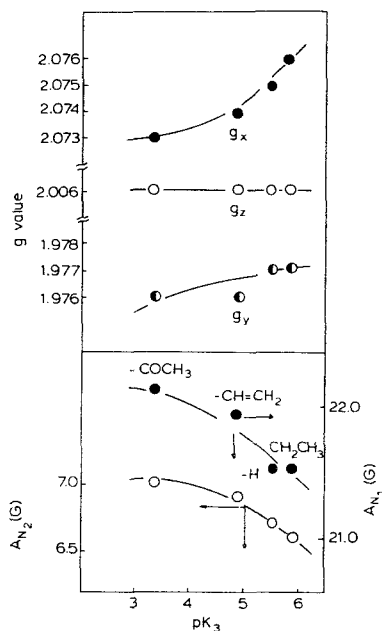 2.076
2.075
2.074
2.073
gx
2.006
gz
g value
1.978
1.977
1.976
gy
-COCH3
-CH=CH2
22.0
CH2CH3
-H
7.0
6.5
21.0
AN2(G)
AN1(G)
3 4 5 6
pK3